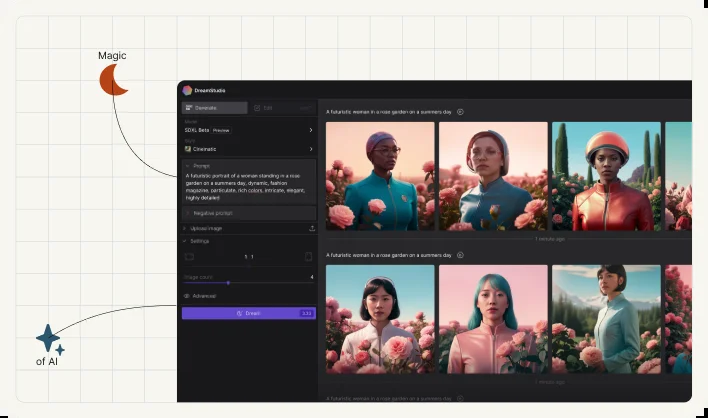 Magic
DreamStudio
Generate
Edit
SDXL Beta Preview
Style
Cinematic
Prompt
A futuristic portrait of a woman standing in a rose
garden on a summers day, dynamic, fashion
magazine, particulate, rich colors, intricate, elegant,
highly detailed
Negative prompt
Upload image
Settings
1 : 1
Image count 4
Advanced
Dream
A futuristic woman in a rose garden on a summers day
1 minute ago
A futuristic woman in a rose garden on a summers day
1 minute ago
A futuristic woman in a rose garden on a summers day
of AI